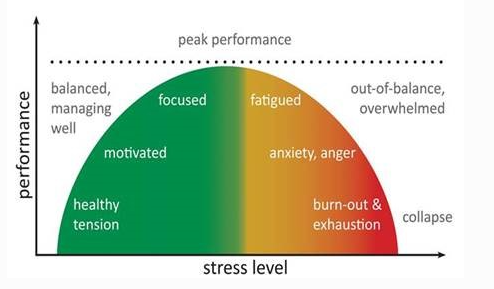 peak performance
balanced,
managing
well
focused
fatigued
out-of-balance,
overwhelmed
motivated
anxiety, anger
healthy
tension
burn-out &
exhaustion
collapse
performance
stress level